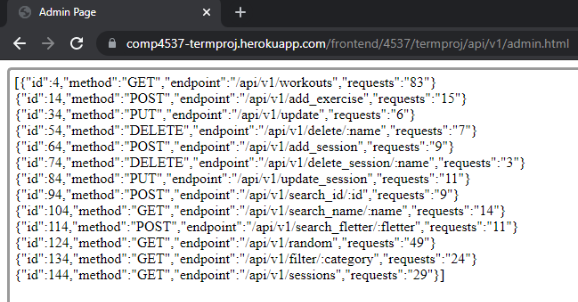 Admin Page
comp4537-termproj.herokuapp.com/frontend/4537/termproj/api/v1/admin.html
[{"id":4,"method":"GET","endpoint":"/api/v1/workouts","requests":"83"}
{"id":14,"method":"POST","endpoint":"/api/v1/add_exercise","requests":"15"}
{"id":34,"method":"PUT","endpoint":"/api/v1/update","requests":"6"}
{"id":54,"method":"DELETE","endpoint":"/api/v1/delete/:name","requests":"7"}
{"id":64,"method":"POST","endpoint":"/api/v1/add_session","requests":"9"}
{"id":74,"method":"DELETE","endpoint":"/api/v1/delete_session/:name","requests":"3"}
{"id":84,"method":"PUT","endpoint":"/api/v1/update_session","requests":"11"}
{"id":94,"method":"POST","endpoint":"/api/v1/search_id/:id","requests":"9"}
{"id":104,"method":"GET","endpoint":"/api/v1/search_name/:name","requests":"14"}
{"id":114,"method":"POST","endpoint":"/api/v1/search_fletter/:fletter","requests":"11"}
{"id":124,"method":"GET","endpoint":"/api/v1/random","requests":"49"}
{"id":134,"method":"GET","endpoint":"/api/v1/filter/:category","requests":"24"}
{"id":144,"method":"GET","endpoint":"/api/v1/sessions","requests":"29"}]